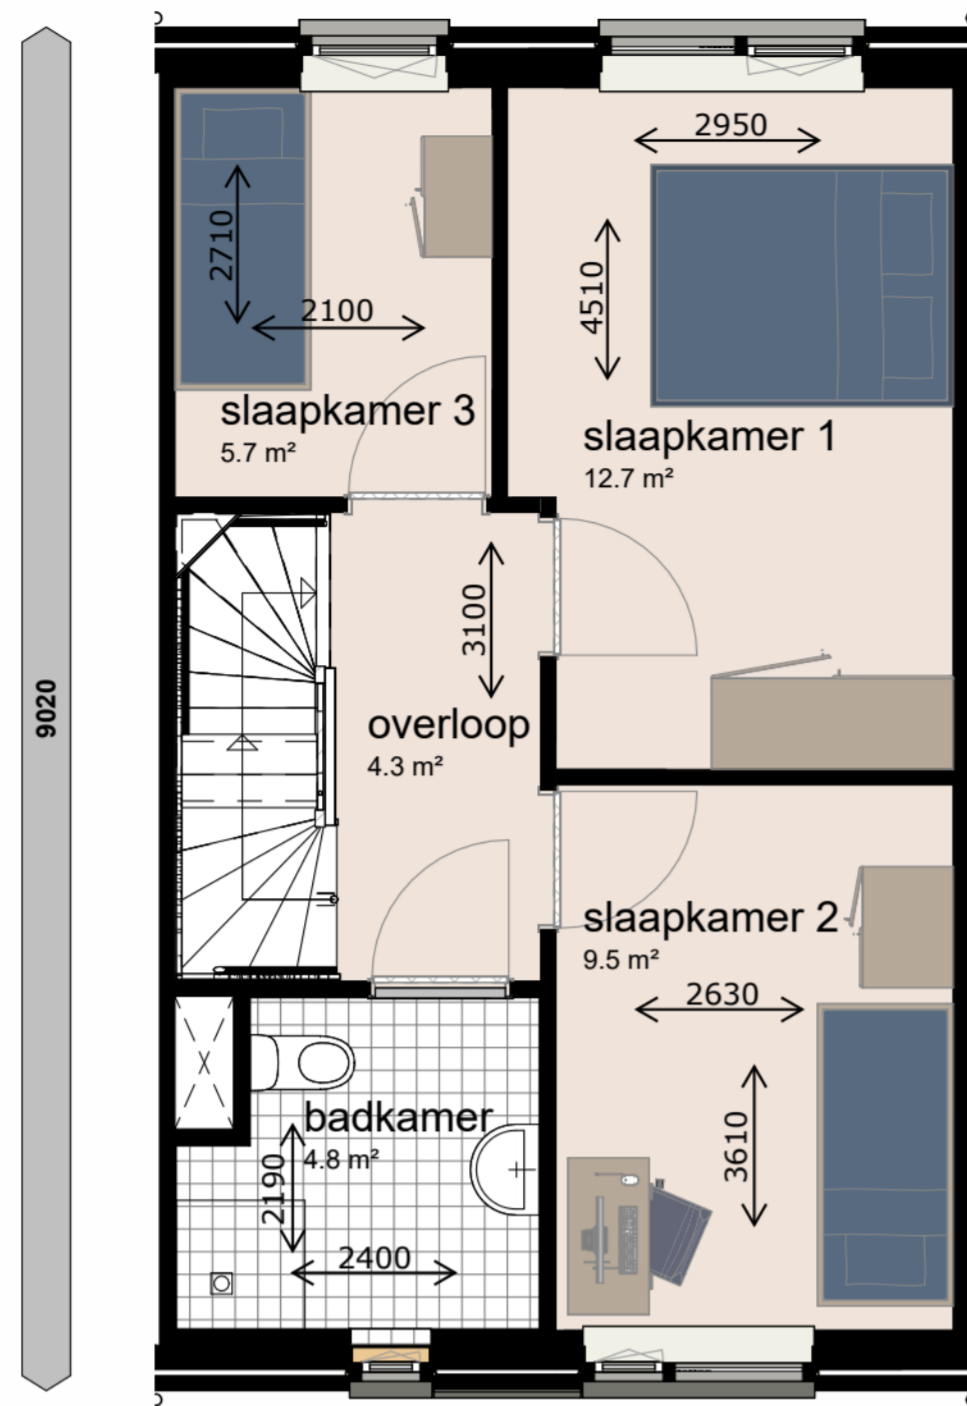 2950
2710
4510
2100
slaapkamer 3
5.7 m²
slaapkamer 1
12.7 m²
3100
9020
overloop
4.3 m²
slaapkamer 2
9.5 m²
2630
badkamer
4.8 m²
3610
2190
2400